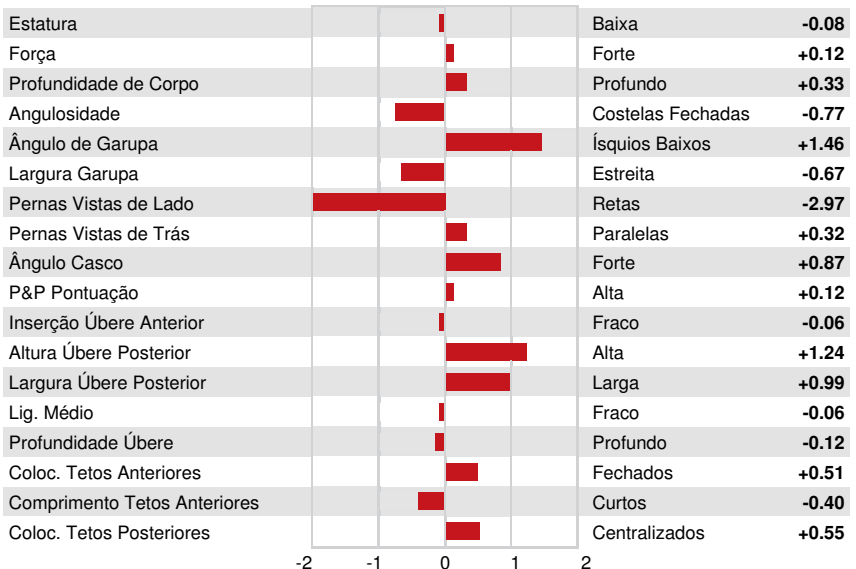 Estatura Baixa -0.08
Força Forte +0.12
Profundidade de Corpo Profundo +0.33
Angulosidade Costelas Fechadas -0.77
Ângulo de Garupa Ísquios Baixos +1.46
Largura Garupa Estreita -0.67
Pernas Vistas de Lado Retas -2.97
Pernas Vistas de Trás Paralelas +0.32
Ângulo Casco Forte +0.87
P&P Pontuação Alta +0.12
Inserção Úbere Anterior Fraco -0.06
Altura Úbere Posterior Alta +1.24
Largura Úbere Posterior Larga +0.99
Lig. Médio Fraco -0.06
Profundidade Úbere Profundo -0.12
Coloc. Tetos Anteriores Fechados +0.51
Comprimento Tetos Anteriores Curtos -0.40
Coloc. Tetos Posteriores Centralizados +0.55
-2 -1 0 1 2